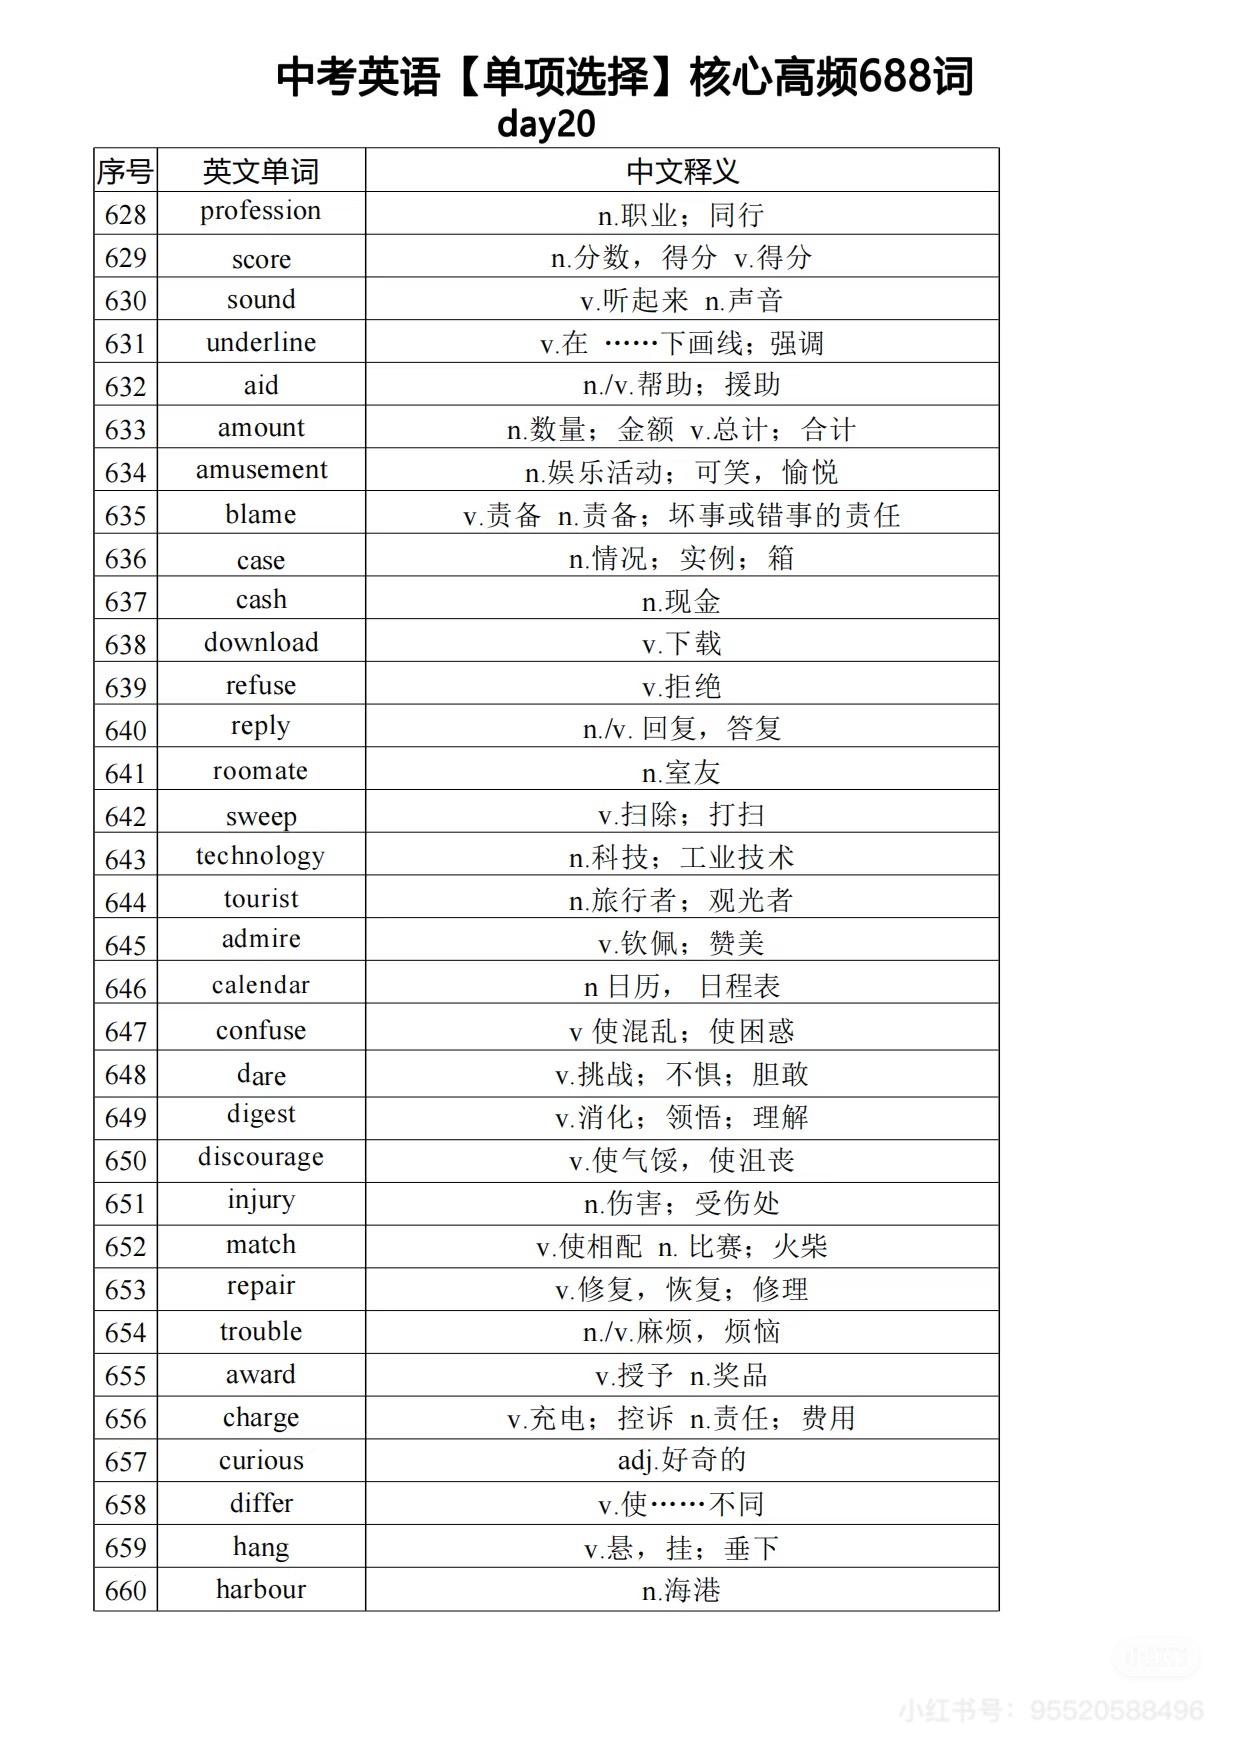 中考英语【单项选择】核心高频688词
day20
序号 英文单词 中文释义
628 profession n.职业；同行
629 score n.分数，得分 v.得分
630 sound v.听起来 n.声音
631 underline v.在 ……下画线；强调
632 aid n./v.帮助；援助
633 amount n.数量；金额 v.总计；合计
634 amusement n.娱乐活动；可笑，愉悦
635 blame v.责备 n.责备；坏事或错事的责任
636 case n.情况；实例；箱
637 cash n.现金
638 download v.下载
639 refuse v.拒绝
640 reply n./v. 回复，答复
641 roomate n.室友
642 sweep v.扫除；打扫
643 technology n.科技；工业技术
644 tourist n.旅行者；观光者
645 admire v.钦佩；赞美
646 calendar n 日历， 日程表
647 confuse v 使混乱；使困惑
648 dare v.挑战；不惧；胆敢
649 digest v.消化；领悟；理解
650 discourage v.使气馁，使沮丧
651 injury n.伤害；受伤处
652 match v.使相配 n. 比赛；火柴
653 repair v.修复，恢复；修理
654 trouble n./v.麻烦，烦恼
655 award v.授予 n.奖品
656 charge v.充电；控诉 n.责任；费用
657 curious adj.好奇的
658 differ v.使……不同
659 hang v.悬，挂；垂下
660 harbour n.海港
小红书
小红书号：95520588496